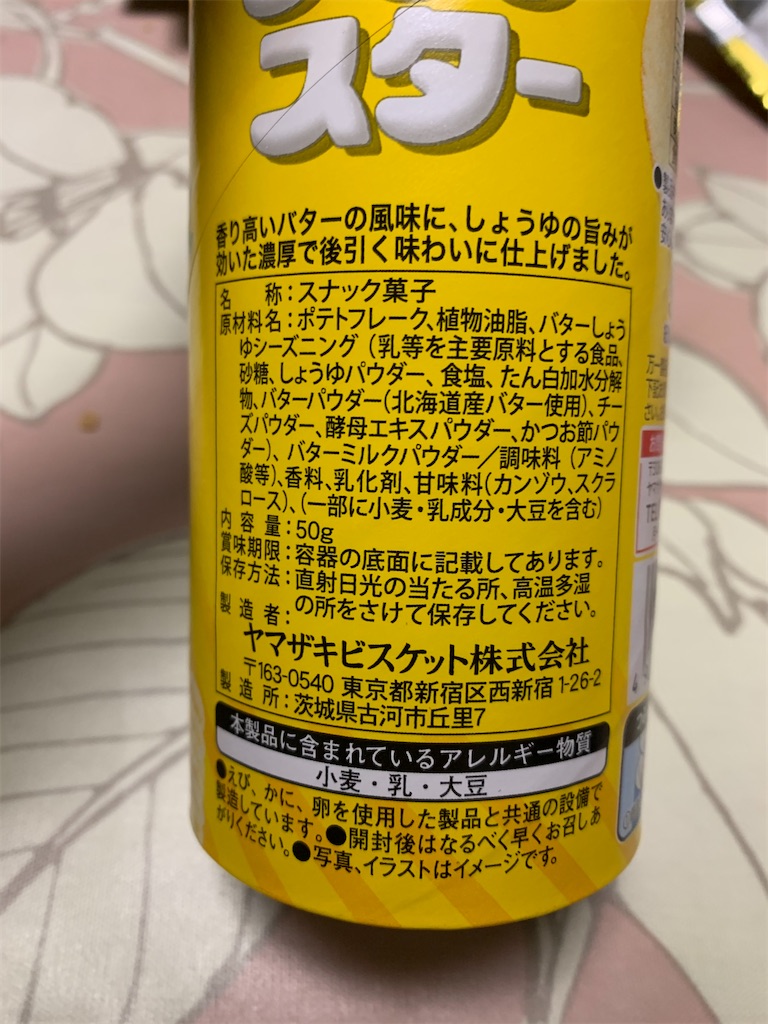 スター
香り高いバターの風味に、しょうゆの旨みが
効いた濃厚で後引く味わいに仕上げました。
名 称：スナック菓子
原材料名：ポテトフレーク、植物油脂、バターしょう
ゆシーズニング（乳等を主要原料とする食品、
砂糖、しょうゆパウダー、食塩、たん白加水分解
物、バターパウダー（北海道産バター使用）、チー
ズパウダー、酵母エキスパウダー、かつお節パウ
ダー）、バターミルクパウダー／調味料（アミノ
酸等）、香料、乳化剤、甘味料（カンゾウ、スクラ
ロース）、（一部に小麦・乳成分・大豆を含む）
内容量：50g
賞味期限：容器の底面に記載してあります。
保存方法：直射日光の当たる所、高温多湿
の所をさけて保存してください。
製造者：
ヤマザキビスケット株式会社
〒163-0540 東京都新宿区西新宿1-26-2
製造所：茨城県古河市丘里7
本製品に含まれているアレルギー物質
小麦・乳・大豆
●えび、かに、卵を使用した製品と共通の設備で
製造しています。●開封後はなるべく早くお召しあ
がりください。●写真、イラストはイメージです。